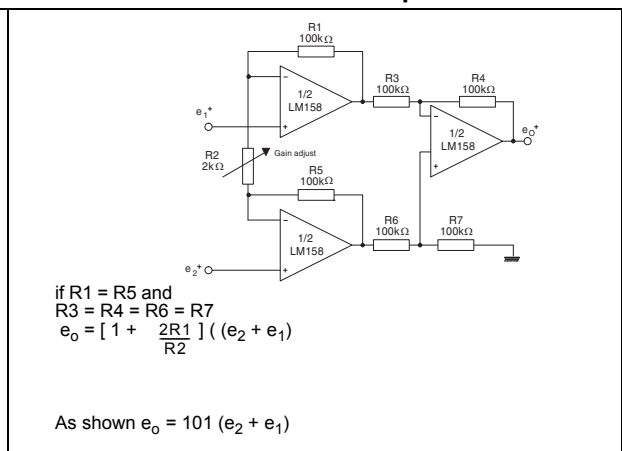 R1
100kΩ
1/2
LM158
e1+
R3
100kΩ
R4
100kΩ
1/2
LM158
eO+
R2
2kΩ
Gain adjust
R5
100kΩ
1/2
LM158
R6
100kΩ
R7
100kΩ
e2+
if R1 = R5 and
R3 = R4 = R6 = R7
eo = [ 1 + 2R1/R2 ] ( (e2 + e1)
As shown eo = 101 (e2 + e1)